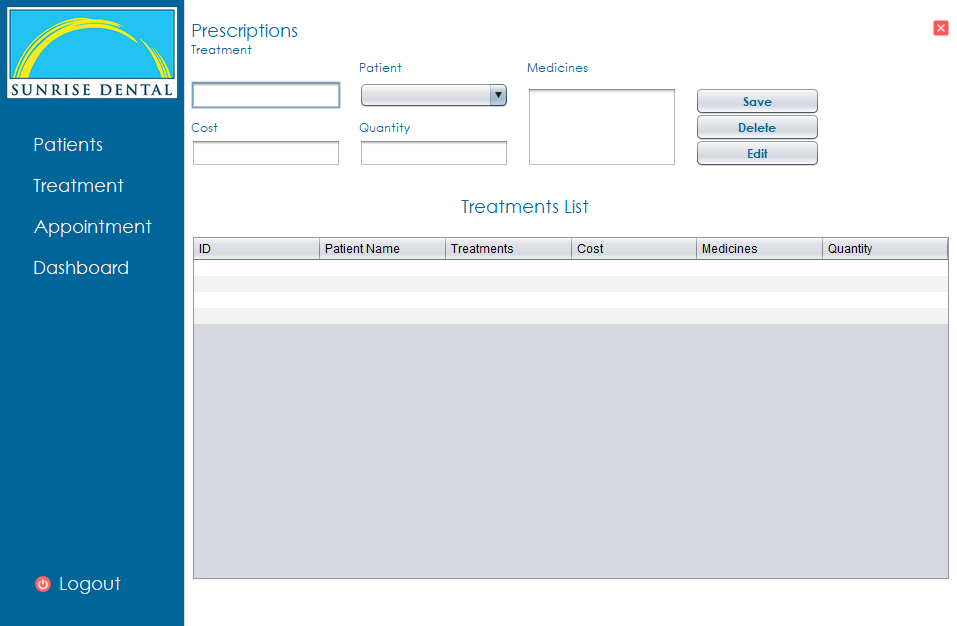 SUNRISE DENTAL
Patients
Treatment
Appointment
Dashboard
Logout
Prescriptions
Treatment
Patient
Medicines
Cost
Quantity
Save
Delete
Edit
Treatments List
ID Patient Name Treatments Cost Medicines Quantity